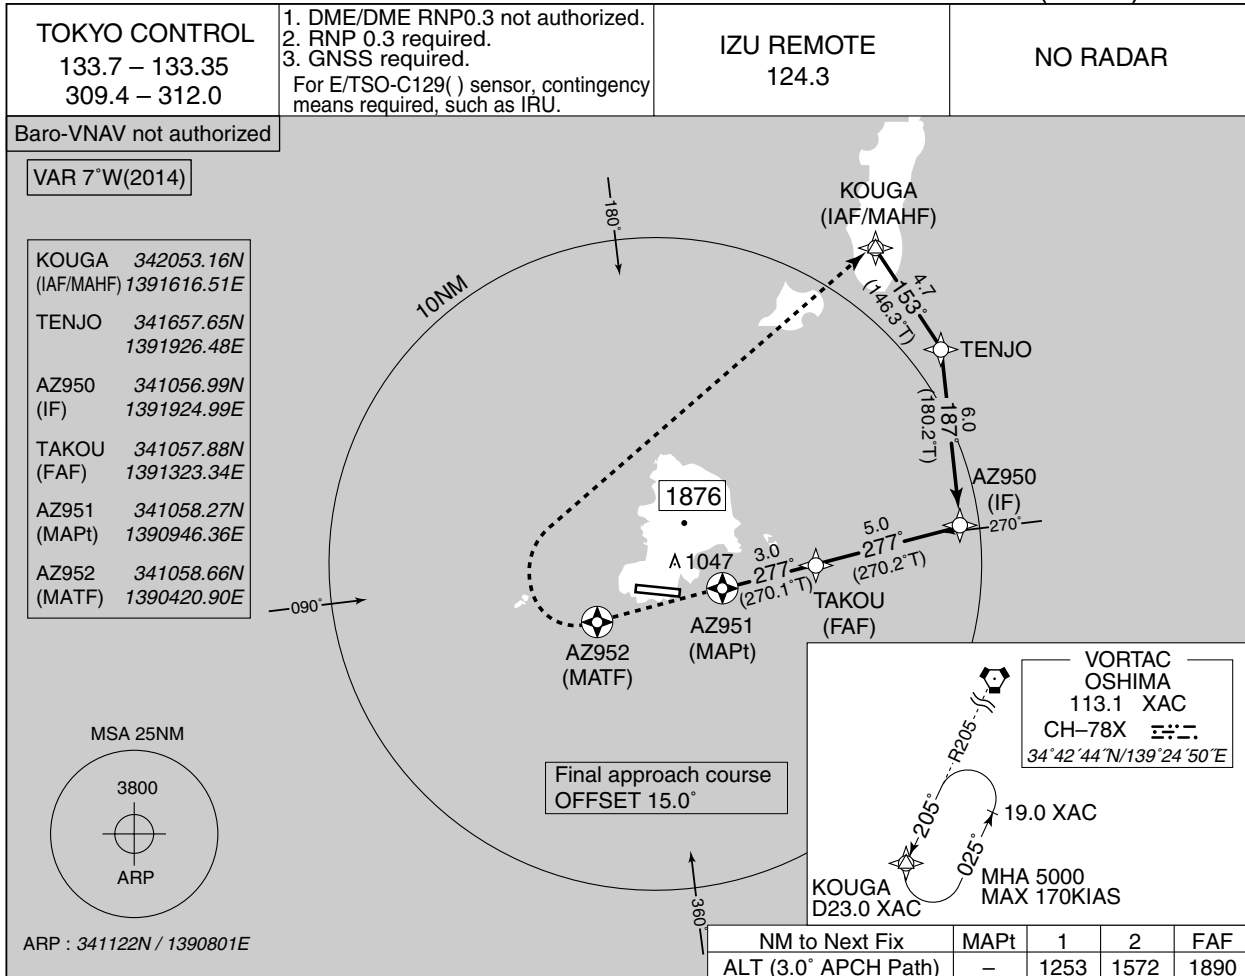 TOKYO CONTROL
133.7 – 133.35
309.4 – 312.0
1. DME/DME RNP0.3 not authorized.
2. RNP 0.3 required.
3. GNSS required.
For E/TSO-C129( ) sensor, contingency
means required, such as IRU.
IZU REMOTE
124.3
NO RADAR
Baro-VNAV not authorized
VAR 7˚W(2014)
KOUGA 342053.16N
(IAF/MAHF) 1391616.51E
TENJO 341657.65N
1391926.48E
AZ950 341056.99N
(IF) 1391924.99E
TAKOU 341057.88N
(FAF) 1391323.34E
AZ951 341058.27N
(MAPt) 1390946.36E
AZ952 341058.66N
(MATF) 1390420.90E
180˚
10NM
KOUGA
(IAF/MAHF)
4.7
153˚
(146.3˚T)
TENJO
6.0
187˚
(180.2˚T)
AZ950
(IF)
270˚
5.0
277˚
(270.2˚T)
3.0
277˚
(270.1˚T)
1876
1047
TAKOU
(FAF)
AZ951
(MAPt)
AZ952
(MATF)
090˚
360˚
MSA 25NM
3800
ARP
ARP : 341122N / 1390801E
Final approach course
OFFSET 15.0˚
VORTAC
OSHIMA
113.1 XAC
CH–78X
34˚42´44˝N/139˚24´50˝E
R205
205˚
025˚
19.0 XAC
KOUGA
D23.0 XAC
MHA 5000
MAX 170KIAS
NM to Next Fix MAPt 1 2 FAF
ALT (3.0˚ APCH Path) – 1253 1572 1890